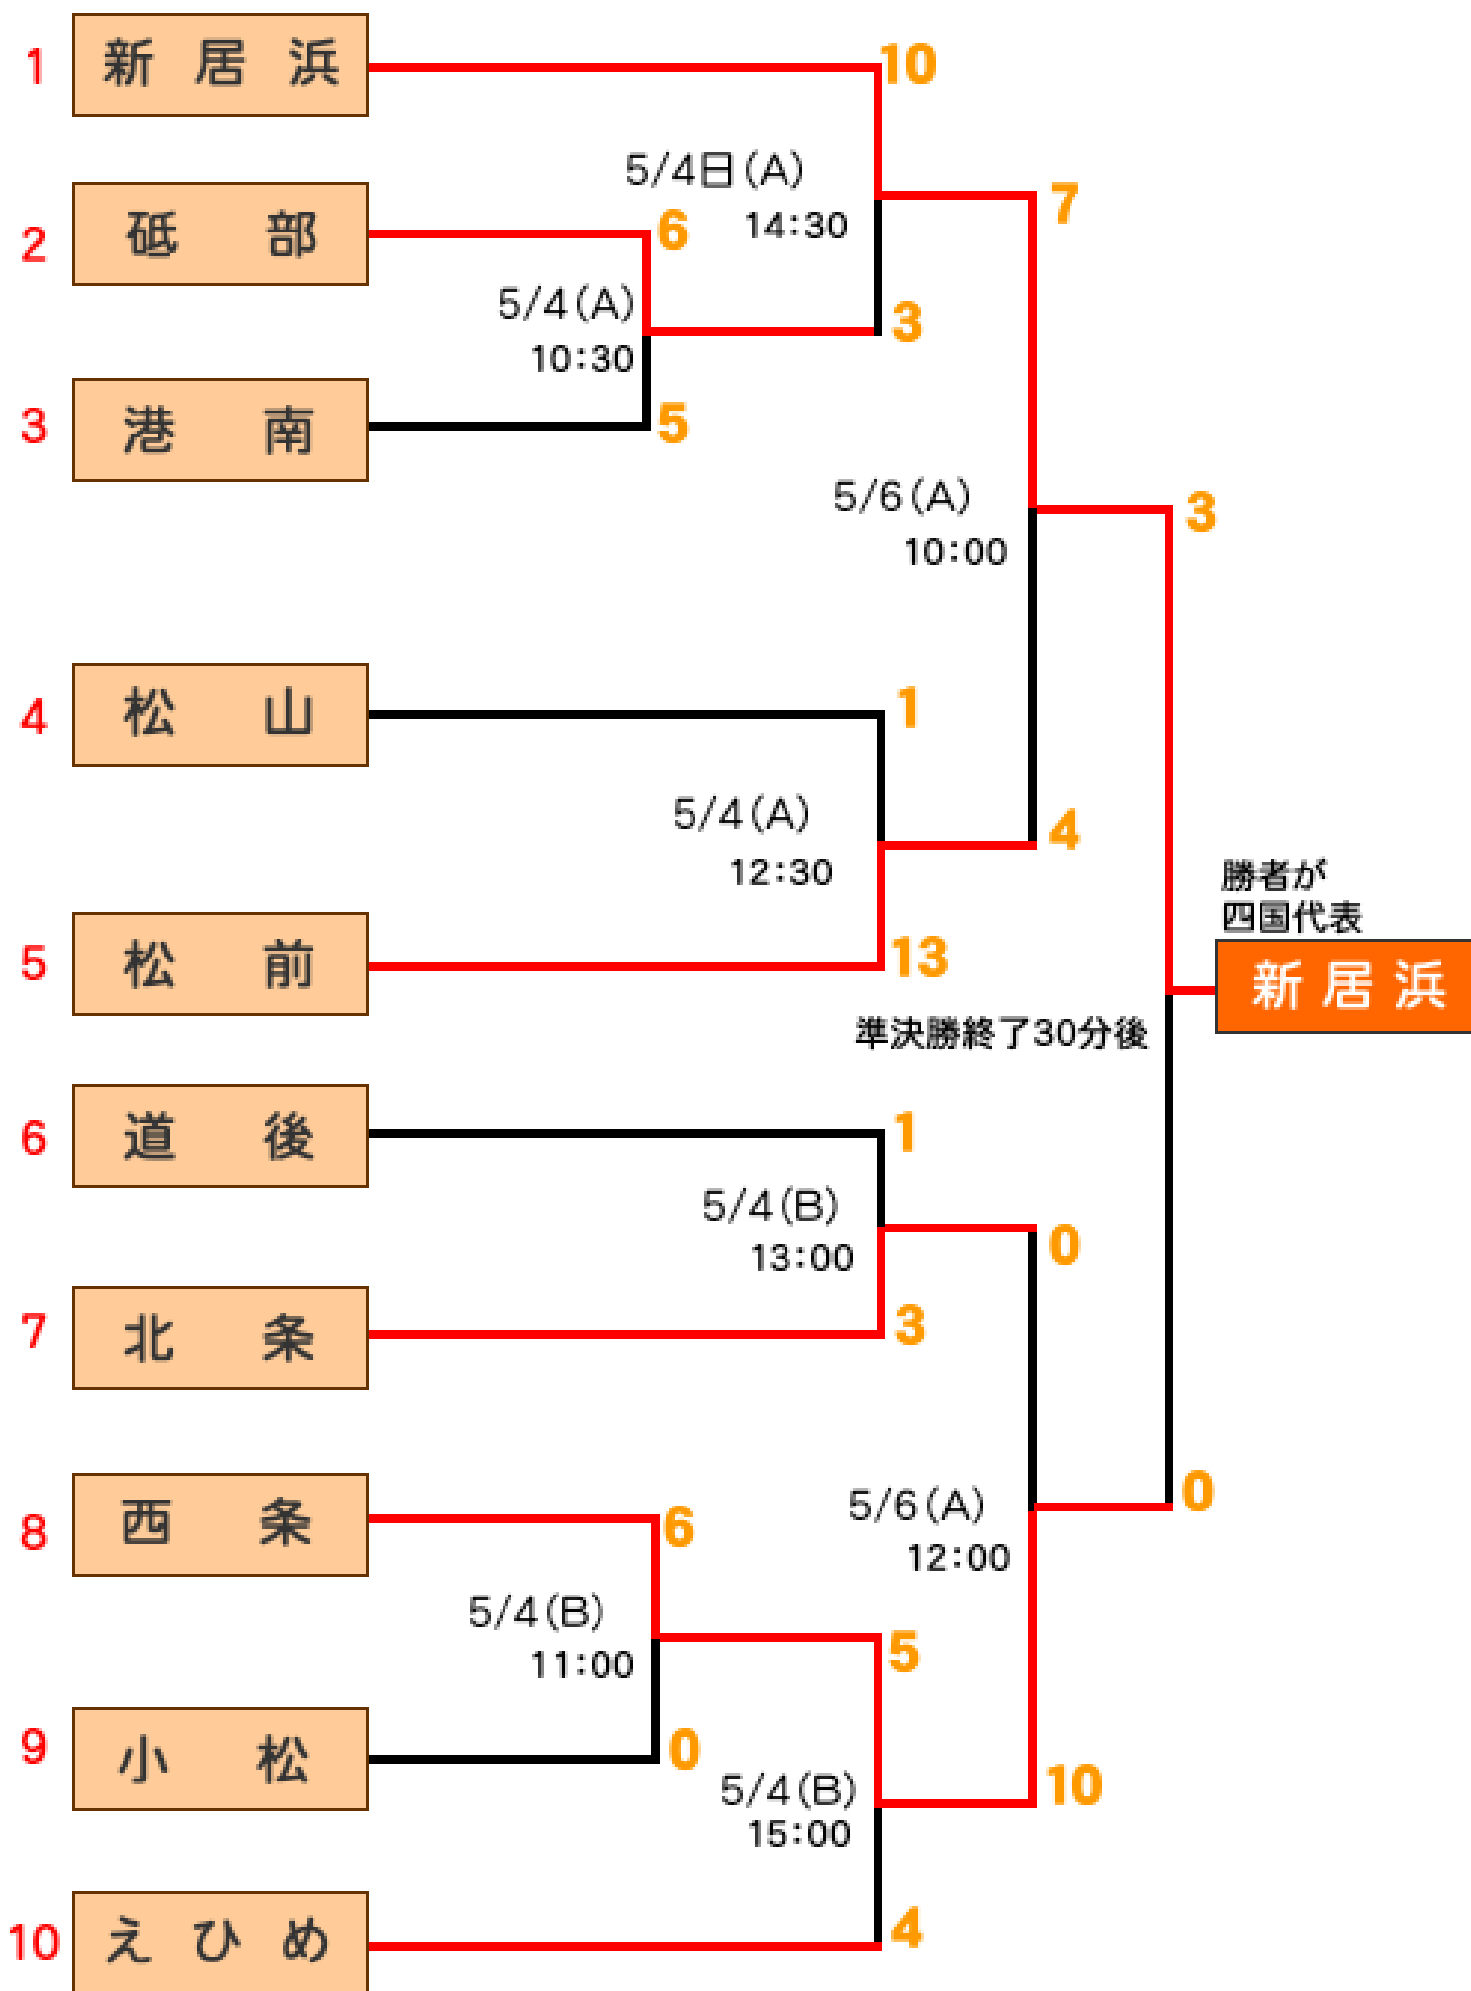 1 新居浜 10
5/4日(A)
14:30
7
2 砥部 6
5/4(A)
10:30
3
3 港南 5
5/6(A)
10:00
3
4 松山 1
5/4(A)
12:30
4
5 松前 13
勝者が
四国代表
新居浜
準決勝終了30分後
6 道後 1
5/4(B)
13:00
0
7 北条 3
8 西条 6
5/4(B)
11:00
5
5/6(A)
12:00
0
9 小松 0
5/4(B)
15:00
10
10 えひめ 4